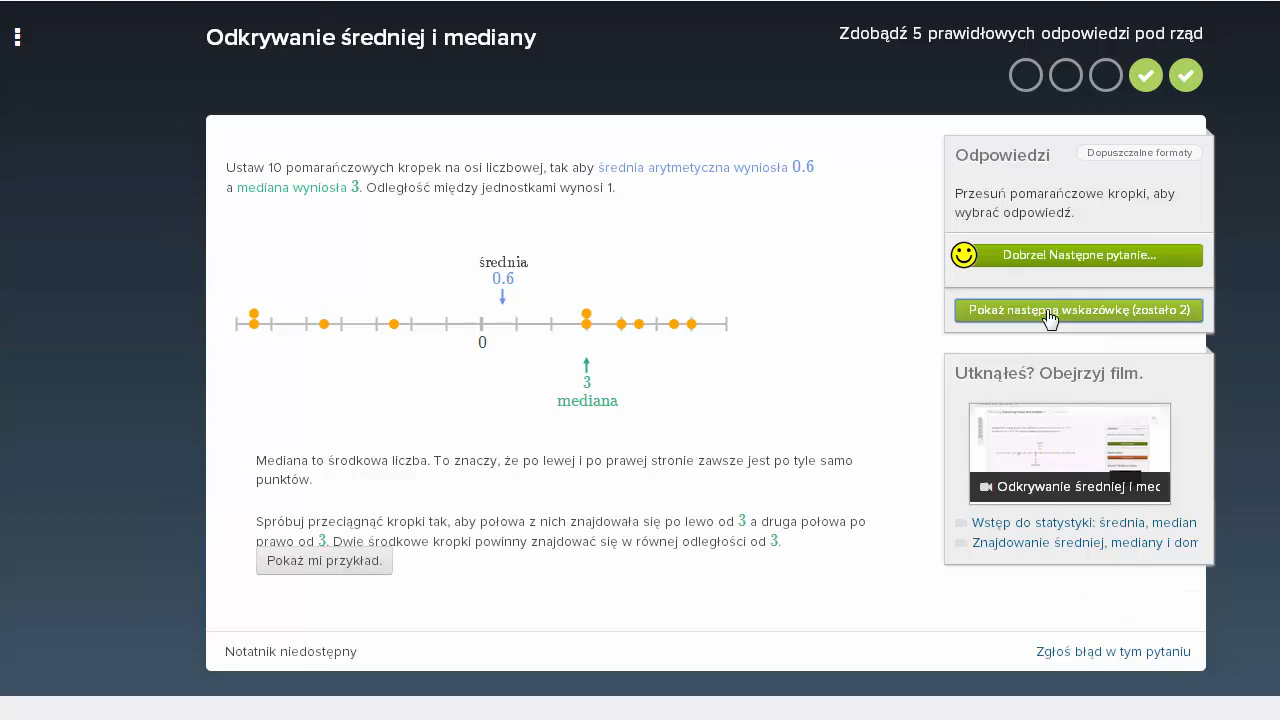 Odkrywanie średniej i mediany
Zdobądź 5 prawidłowych odpowiedzi pod rząd
Ustaw 10 pomarańczowych kropek na osi liczbowej, tak aby średnia arytmetyczna wyniosła 0.6
a mediana wyniosła 3. Odległość między jednostkami wynosi 1.
średnia
0.6
0
3
mediana
Mediana to środkowa liczna. To znaczy, że po lewej i po prawej stronie zawsze jest po tyle samo
punktów.
Spróbuj przeciągnąć kropki tak, aby połowa z nich znajdowała się po lewo od 3 a druga połowa po
prawo od 3. Dwie środkowe kropki powinny znajdować się w równej odległości od 3.
Pokaż mi przykład.
Notatnik niedostępny
Zgłoś błąd w tym pytaniu
Odpowiedzi
Dopuszczalne formaty
Przesuń pomarańczowe kropki, aby
wybrać odpowiedź.
Dobrze! Następne pytanie...
Pokaż następną wskazówkę (zostało 2)
Utknąłeś? Obejrzyj film.
Odkrywanie średniej i mec
Wstęp do statystyki: średnia, median
Znajdowanie średniej, mediany i dom